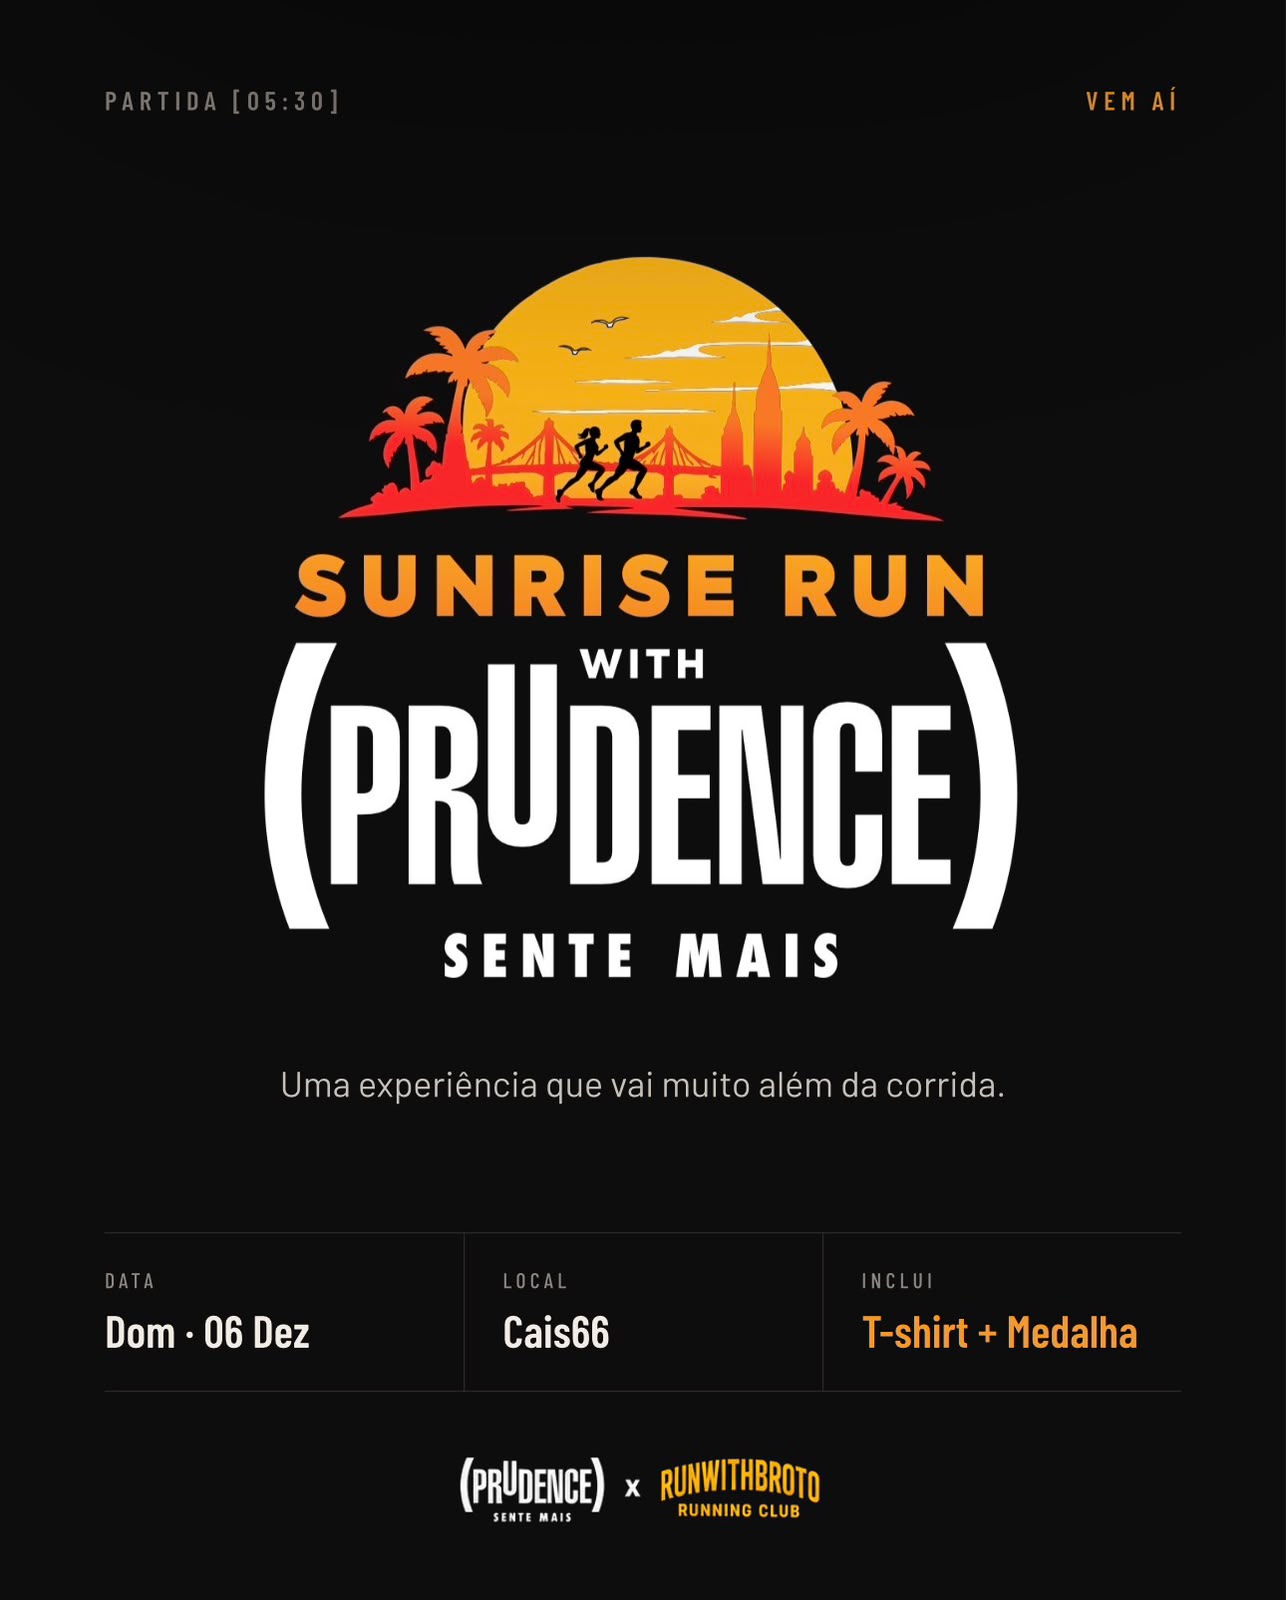 PARTIDA [05:30]
VEM AÍ
SUNRISE RUN
WITH
(PRUDENCE)
SENTE MAIS
Uma experiência que vai muito além da corrida.
DATA
Dom · 06 Dez
LOCAL
Cais66
INCLUI
T-shirt + Medalha
(PRUDENCE)
SENTE MAIS
X
RUNWITHBROTO
RUNNING CLUB